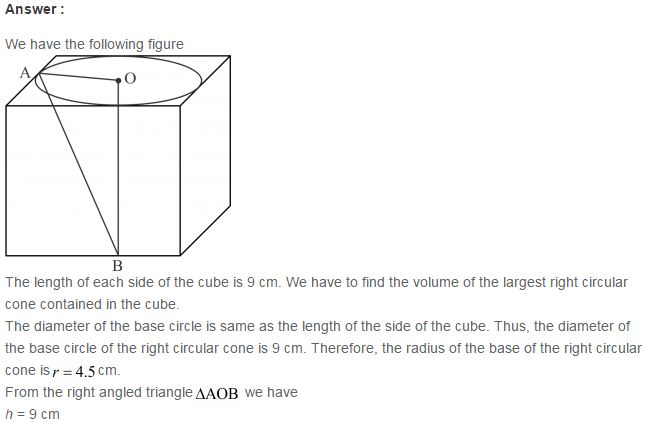 Answer :
We have the following figure
A
O
B
The length of each side of the cube is 9 cm. We have to find the volume of the largest right circular
cone contained in the cube.
The diameter of the base circle is same as the length of the side of the cube. Thus, the diameter of
the base circle of the right circular cone is 9 cm. Therefore, the radius of the base of the right circular
cone is r = 4.5 cm.
From the right angled triangle ΔAOB we have
h = 9 cm